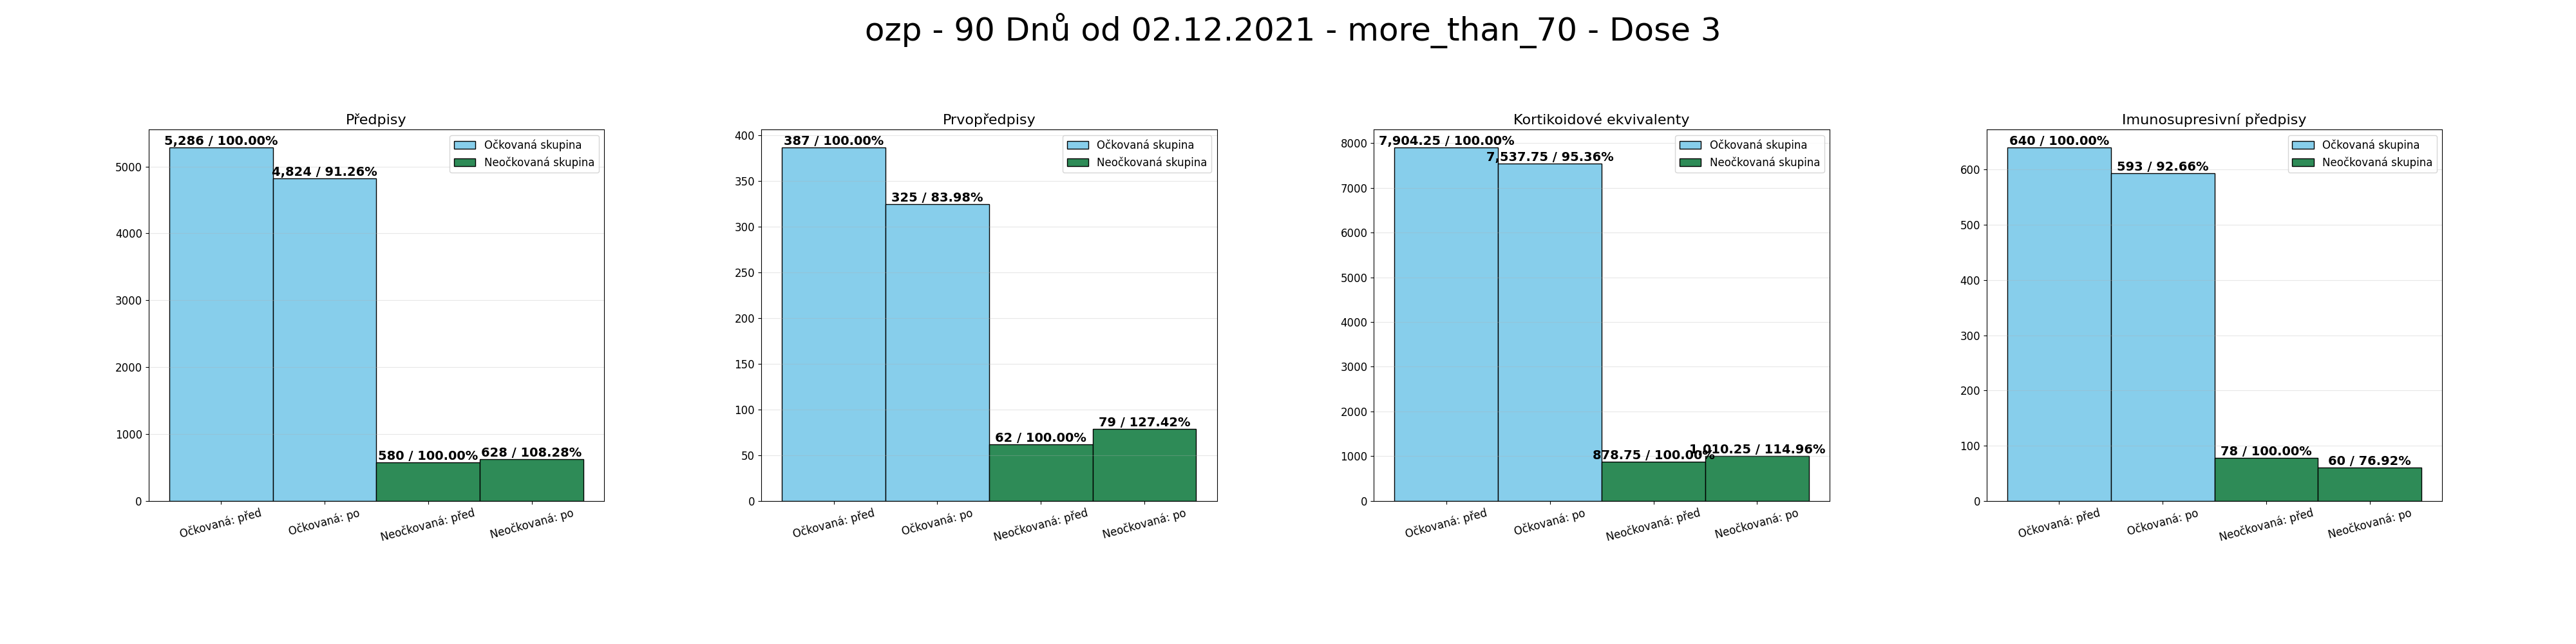 ozp - 90 Dnů od 02.12.2021 - more_than_70 - Dose 3
Předpisy
5,286 / 100.00%
4,824 / 91.26%
580 / 100.00%
628 / 108.28%
Očkovaná skupina
Neočkovaná skupina
5000
4000
3000
2000
1000
0
Očkovaná: před
Očkovaná: po
Neočkovaná: před
Neočkovaná: po
Prvopředpisy
387 / 100.00%
325 / 83.98%
62 / 100.00%
79 / 127.42%
Očkovaná skupina
Neočkovaná skupina
400
350
300
250
200
150
100
50
0
Očkovaná: před
Očkovaná: po
Neočkovaná: před
Neočkovaná: po
Kortikoidové ekvivalenty
7,904.25 / 100.00%
7,537.75 / 95.36%
878.75 / 100.00%
1,010.25 / 114.96%
Očkovaná skupina
Neočkovaná skupina
8000
7000
6000
5000
4000
3000
2000
1000
0
Očkovaná: před
Očkovaná: po
Neočkovaná: před
Neočkovaná: po
Imunosupresivní předpisy
640 / 100.00%
593 / 92.66%
78 / 100.00%
60 / 76.92%
Očkovaná skupina
Neočkovaná skupina
600
500
400
300
200
100
0
Očkovaná: před
Očkovaná: po
Neočkovaná: před
Neočkovaná: po